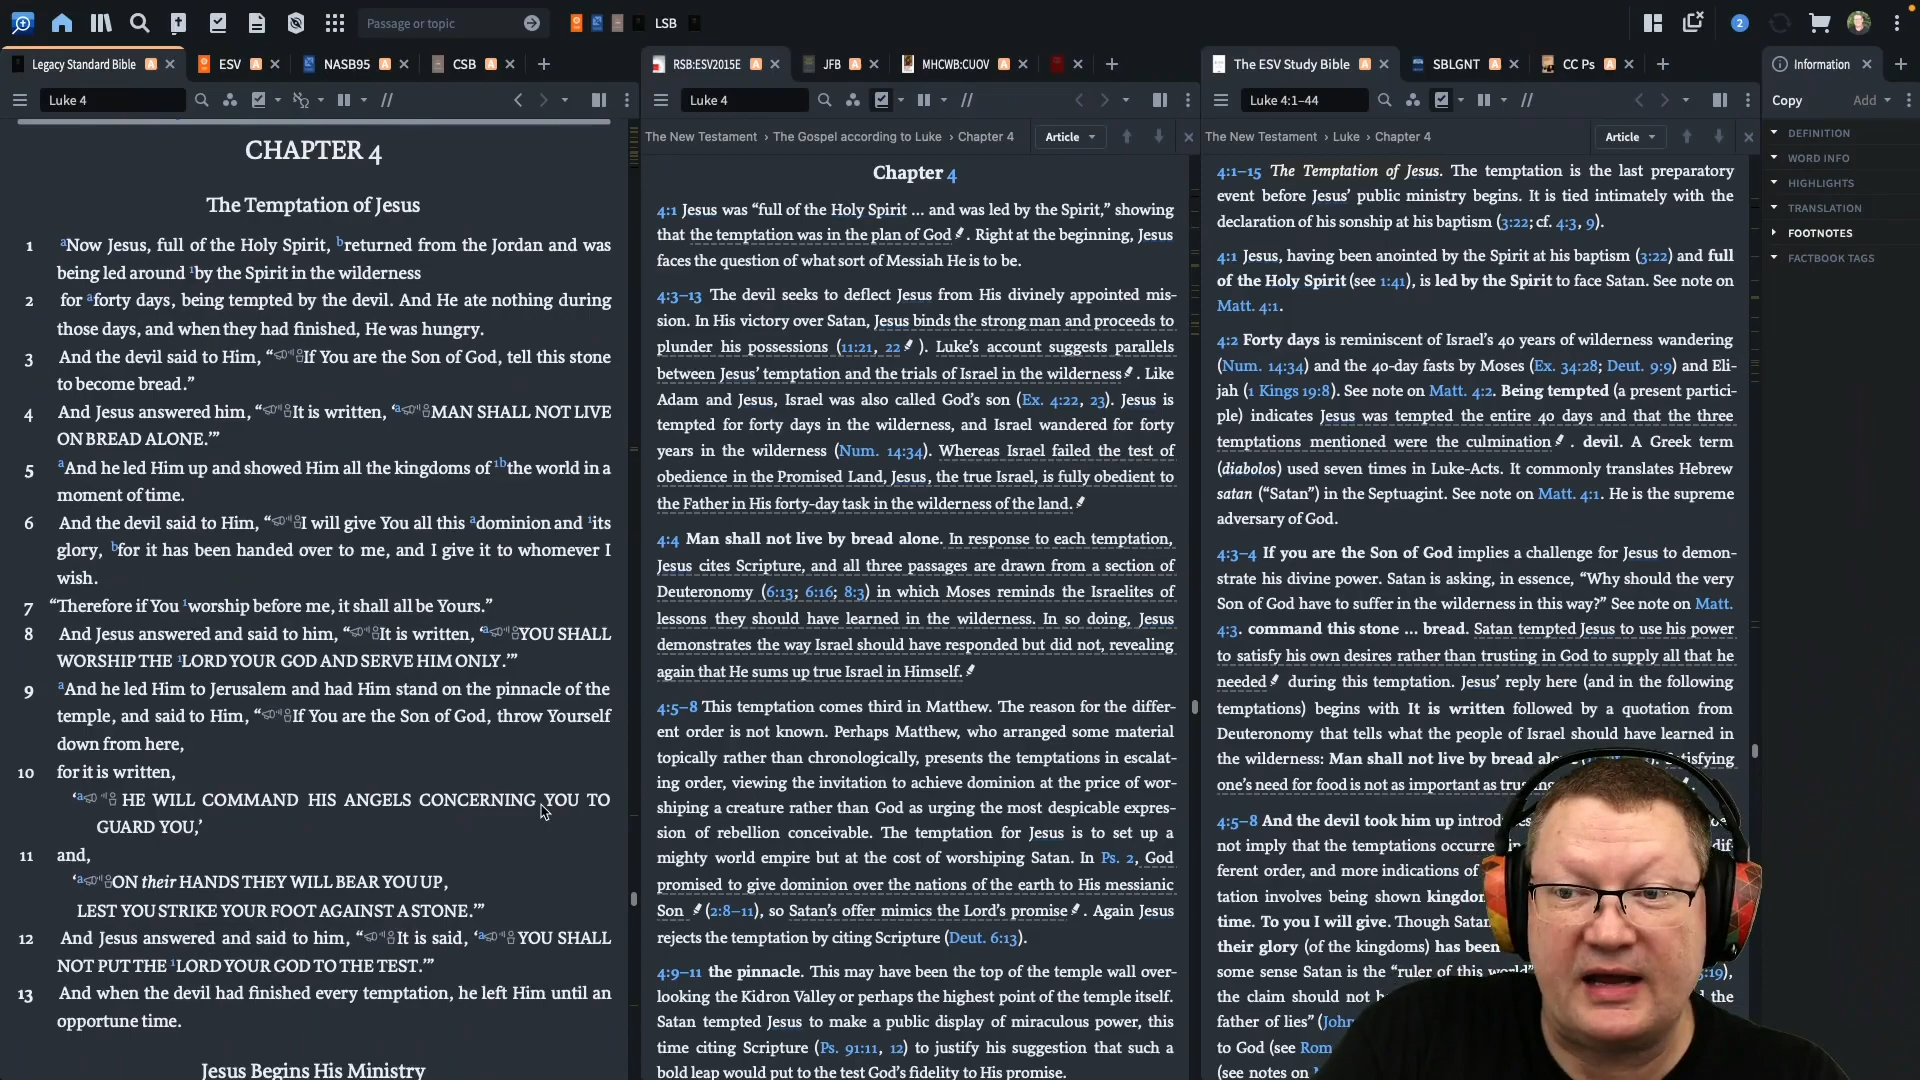 Passage or topic
LSB
2
Legacy Standard Bible A
ESV A
NASB95 A
CSB A
RSB:ESV2015E A
JFB A
MHCWB:CUOV A
The ESV Study Bible A
SBLGNT A
CC Ps A
Information
Luke 4
Luke 4
Luke 4:1–44
Copy
Add
The New Testament › The Gospel according to Luke › Chapter 4
Article
The New Testament › Luke › Chapter 4
Article
DEFINITION
WORD INFO
HIGHLIGHTS
TRANSLATION
FOOTNOTES
FACTBOOK TAGS
CHAPTER 4
The Temptation of Jesus
1 aNow Jesus, full of the Holy Spirit, breturned from the Jordan and was
being led around 1by the Spirit in the wilderness
2 for aforty days, being tempted by the devil. And He ate nothing during
those days, and when they had finished, He was hungry.
3 And the devil said to Him, “If You are the Son of God, tell this stone
to become bread.”
4 And Jesus answered him, “It is written, ‘aMAN SHALL NOT LIVE
ON BREAD ALONE.’”
5 aAnd he led Him up and showed Him all the kingdoms of 1bthe world in a
moment of time.
6 And the devil said to Him, “I will give You all this adominion and 1its
glory, bfor it has been handed over to me, and I give it to whomever I
wish.
7 “Therefore if You 1worship before me, it shall all be Yours.”
8 And Jesus answered and said to him, “It is written, ‘aYOU SHALL
WORSHIP THE 1LORD YOUR GOD AND SERVE HIM ONLY.’”
9 aAnd he led Him to Jerusalem and had Him stand on the pinnacle of the
temple, and said to Him, “If You are the Son of God, throw Yourself
down from here,
10 for it is written,
‘aHE WILL COMMAND HIS ANGELS CONCERNING YOU TO
GUARD YOU,’
11 and,
‘aON their HANDS THEY WILL BEAR YOU UP,
LEST YOU STRIKE YOUR FOOT AGAINST A STONE.’”
12 And Jesus answered and said to him, “It is said, ‘aYOU SHALL
NOT PUT THE 1LORD YOUR GOD TO THE TEST.’”
13 And when the devil had finished every temptation, he left Him until an
opportune time.
Jesus Begins His Ministry
Chapter 4
4:1 Jesus was “full of the Holy Spirit ... and was led by the Spirit,” showing
that the temptation was in the plan of God. Right at the beginning, Jesus
faces the question of what sort of Messiah He is to be.
4:3–13 The devil seeks to deflect Jesus from His divinely appointed mis-
sion. In His victory over Satan, Jesus binds the strong man and proceeds to
plunder his possessions (11:21, 22). Luke’s account suggests parallels
between Jesus’ temptation and the trials of Israel in the wilderness. Like
Adam and Jesus, Israel was also called God’s son (Ex. 4:22, 23). Jesus is
tempted for forty days in the wilderness, and Israel wandered for forty
years in the wilderness (Num. 14:34). Whereas Israel failed the test of
obedience in the Promised Land, Jesus, the true Israel, is fully obedient to
the Father in His forty-day task in the wilderness of the land.
4:4 Man shall not live by bread alone. In response to each temptation,
Jesus cites Scripture, and all three passages are drawn from a section of
Deuteronomy (6:13; 6:16; 8:3) in which Moses reminds the Israelites of
lessons they should have learned in the wilderness. In so doing, Jesus
demonstrates the way Israel should have responded but did not, revealing
again that He sums up true Israel in Himself.
4:5–8 This temptation comes third in Matthew. The reason for the differ-
ent order is not known. Perhaps Matthew, who arranged some material
topically rather than chronologically, presents the temptations in escalat-
ing order, viewing the invitation to achieve dominion at the price of wor-
shiping a creature rather than God as urging the most despicable expres-
sion of rebellion conceivable. The temptation for Jesus is to set up a
mighty world empire but at the cost of worshiping Satan. In Ps. 2, God
promised to give dominion over the nations of the earth to His messianic
Son (2:8–11), so Satan’s offer mimics the Lord’s promise. Again Jesus
rejects the temptation by citing Scripture (Deut. 6:13).
4:9–11 the pinnacle. This may have been the top of the temple wall over-
looking the Kidron Valley or perhaps the highest point of the temple itself.
Satan tempted Jesus to make a public display of miraculous power, this
time citing Scripture (Ps. 91:11, 12) to justify his suggestion that such a
bold leap would put to the test God’s fidelity to His promise.
4:1–15 The Temptation of Jesus. The temptation is the last preparatory
event before Jesus’ public ministry begins. It is tied intimately with the
declaration of his sonship at his baptism (3:22; cf. 4:3, 9).
4:1 Jesus, having been anointed by the Spirit at his baptism (3:22) and full
of the Holy Spirit (see 1:41), is led by the Spirit to face Satan. See note on
Matt. 4:1.
4:2 Forty days is reminiscent of Israel’s 40 years of wilderness wandering
(Num. 14:34) and the 40-day fasts by Moses (Ex. 34:28; Deut. 9:9) and Eli-
jah (1 Kings 19:8). See note on Matt. 4:2. Being tempted (a present partici-
ple) indicates Jesus was tempted the entire 40 days and that the three
temptations mentioned were the culmination. devil. A Greek term
(diabolos) used seven times in Luke-Acts. It commonly translates Hebrew
satan (“Satan”) in the Septuagint. See note on Matt. 4:1. He is the supreme
adversary of God.
4:3–4 If you are the Son of God implies a challenge for Jesus to demon-
strate his divine power. Satan is asking, in essence, “Why should the very
Son of God have to suffer in the wilderness in this way?” See note on Matt.
4:3. command this stone ... bread. Satan tempted Jesus to use his power
to satisfy his own desires rather than trusting in God to supply all that he
needed during this temptation. Jesus’ reply here (and in the following
temptations) begins with It is written followed by a quotation from
Deuteronomy that tells what the people of Israel should have learned in
the wilderness: Man shall not live by bread alone
one’s need for food is not as important as
4:5–8 And the devil took him up
not imply that the temptations occurred in
ferent order, and more indications of
tation involves being shown
time. To you I will give. Though Satan
their glory (of the kingdoms) has been
some sense Satan is the “ruler of this world” 5:19),
the claim should not the
father of lies” (John
to God (see Rom
(see notes on